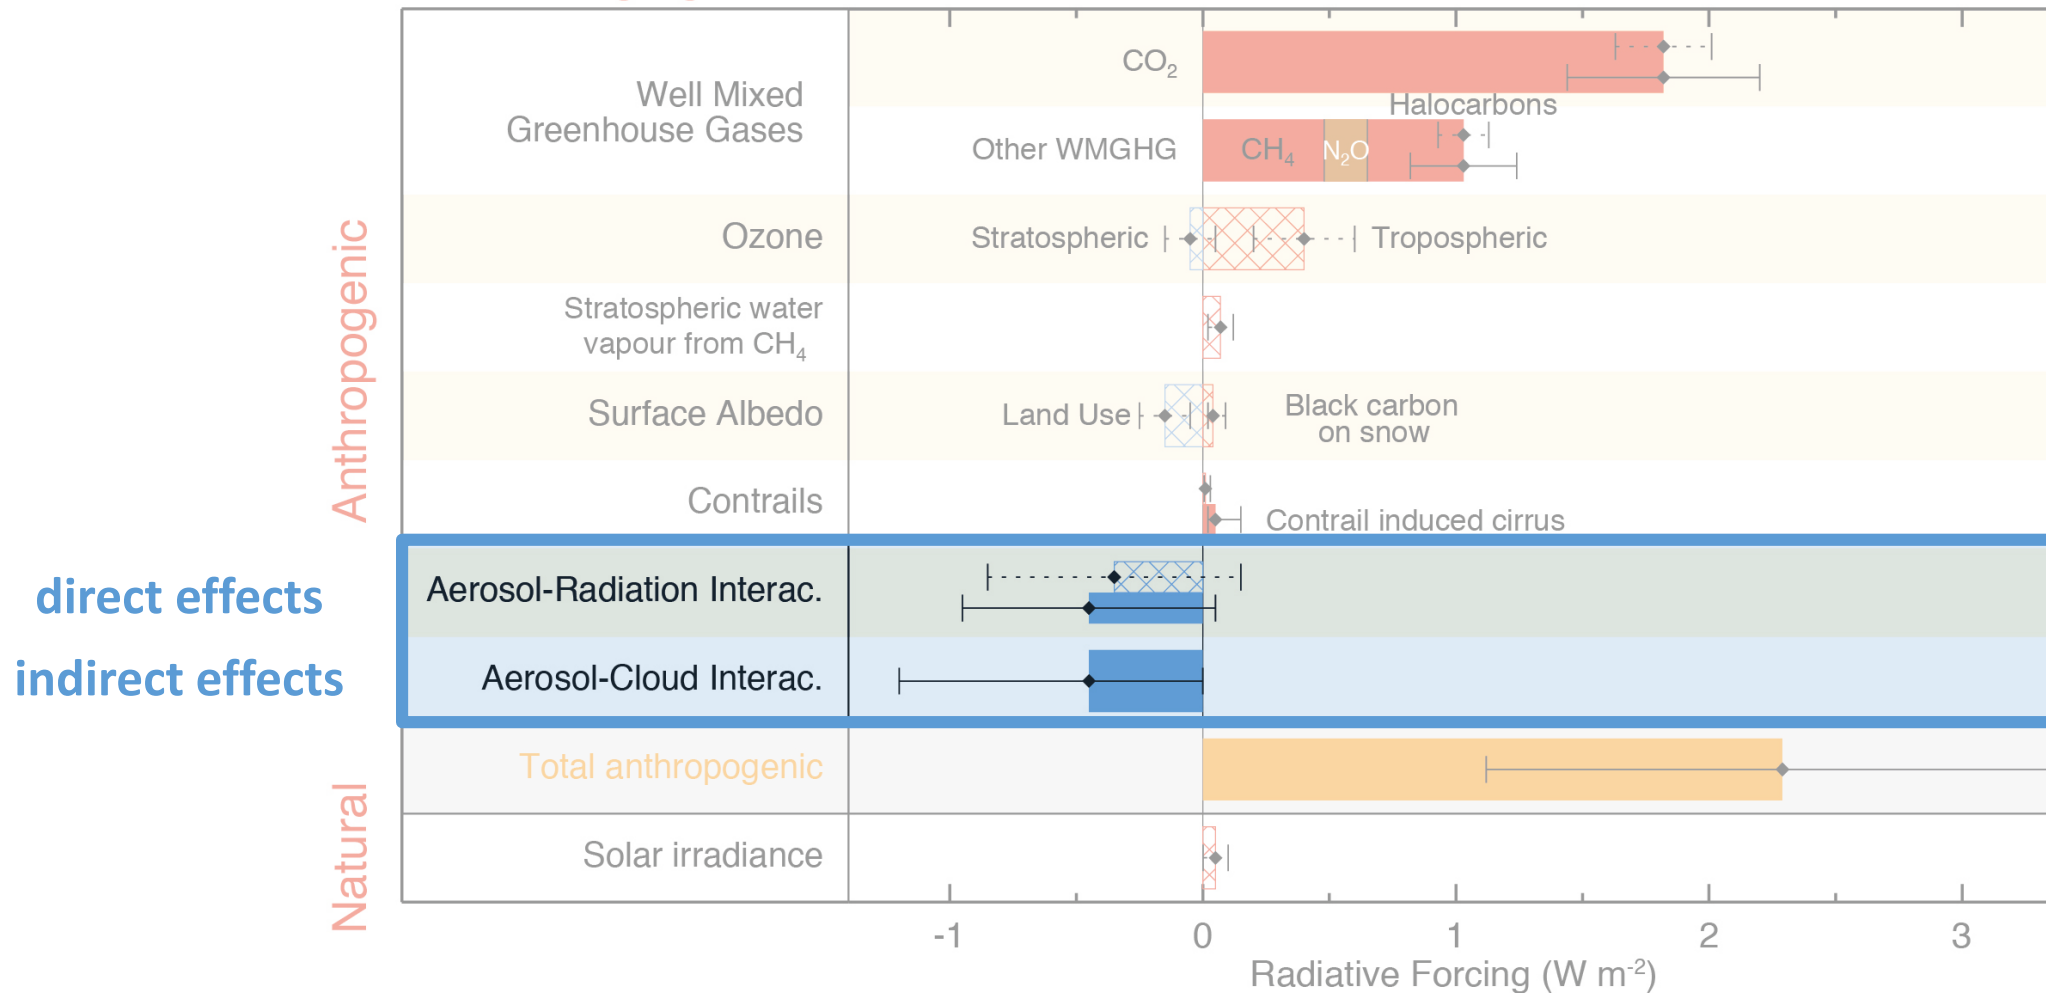 CO₂
Well Mixed
Greenhouse Gases
Halocarbons
Other WMGHG
CH₄
N₂O
Ozone
Stratospheric
Tropospheric
Stratospheric water
vapour from CH₄
Surface Albedo
Land Use
Black carbon
on snow
Contrails
Contrail induced cirrus
Anthropogenic
direct effects
Aerosol-Radiation Interac.
indirect effects
Aerosol-Cloud Interac.
Total anthropogenic
Natural
Solar irradiance
-1 0 1 2 3
Radiative Forcing (W m⁻²)